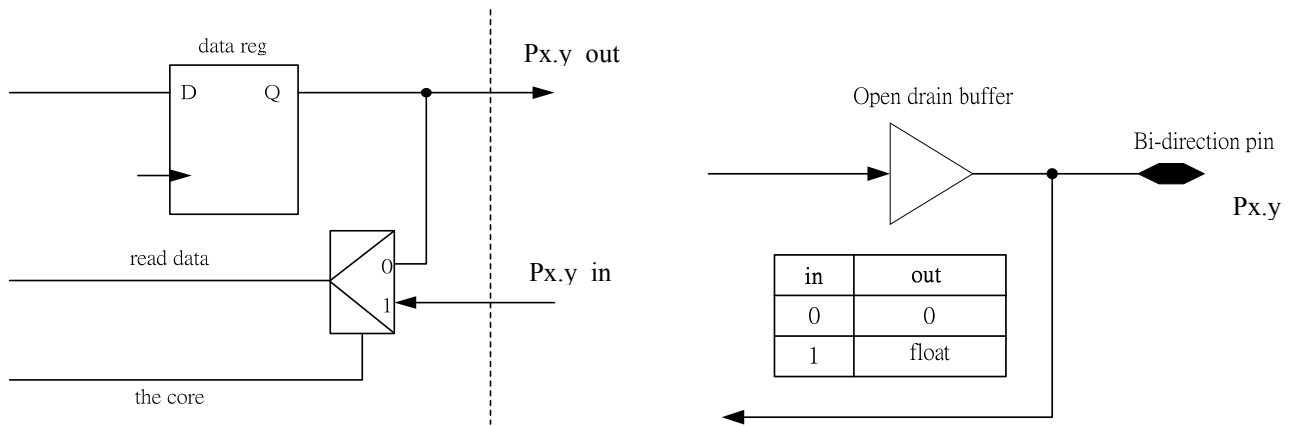 data reg
Px.y out
D Q
read data
0
Px.y in
1
the core
Open drain buffer
Bi-direction pin
Px.y
in out
0 0
1 float